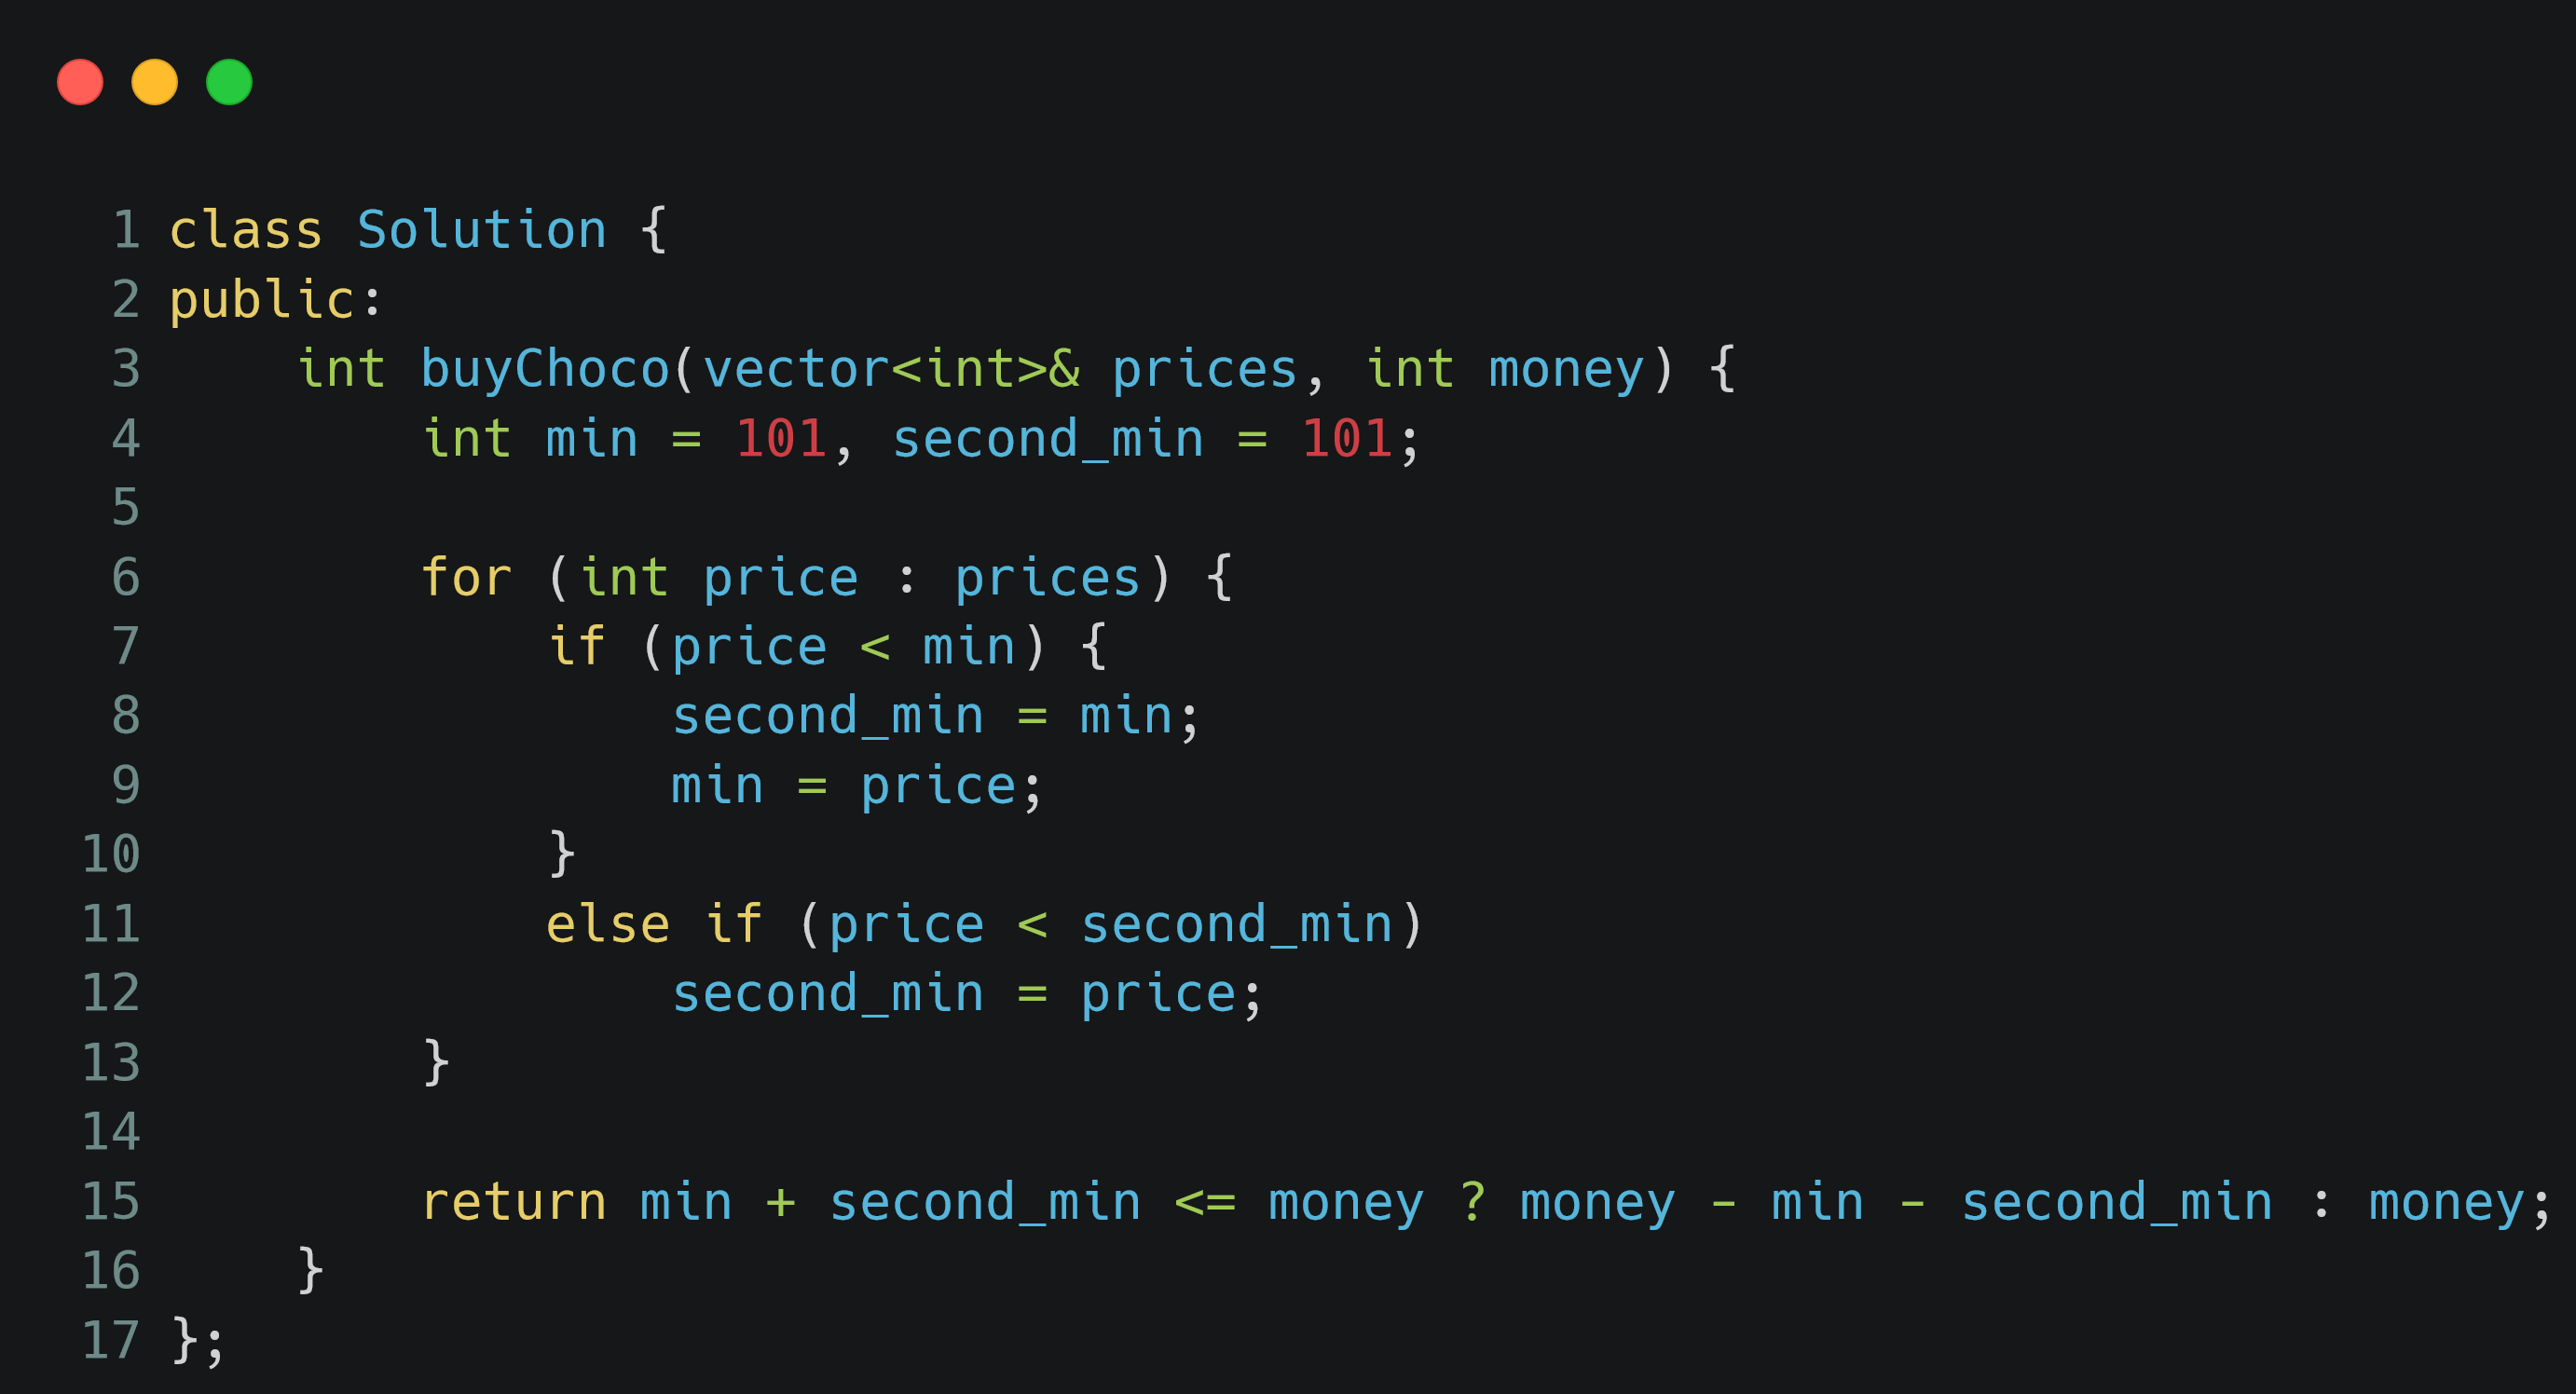 1 class Solution {
2 public:
3     int buyChoco(vector<int>& prices, int money) {
4         int min = 101, second_min = 101;
5
6         for (int price : prices) {
7             if (price < min) {
8                 second_min = min;
9                 min = price;
10             }
11             else if (price < second_min)
12                 second_min = price;
13         }
14
15         return min + second_min <= money ? money - min - second_min : money;
16     }
17 };